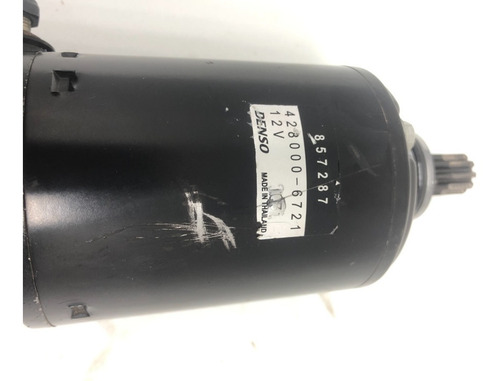 857287
428000-6721
12V
DENSO
MADE IN THAILAND